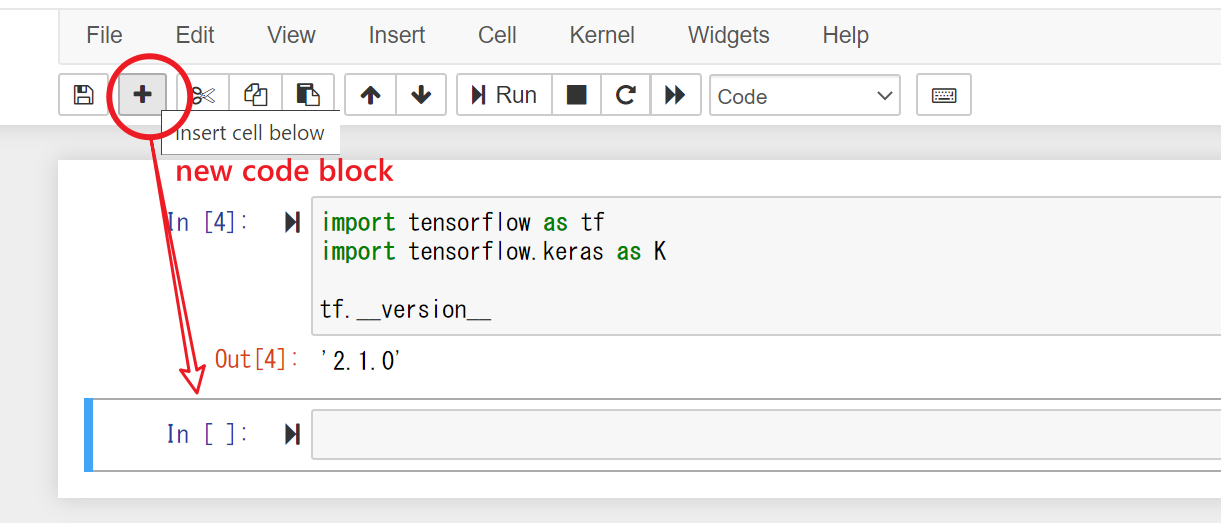 File Edit View Insert Cell Kernel Widgets Help
Run Code
Insert cell below
new code block
In [4]:
import tensorflow as tf
import tensorflow.keras as K
tf.__version__
Out[4]: '2.1.0'
In [ ]: